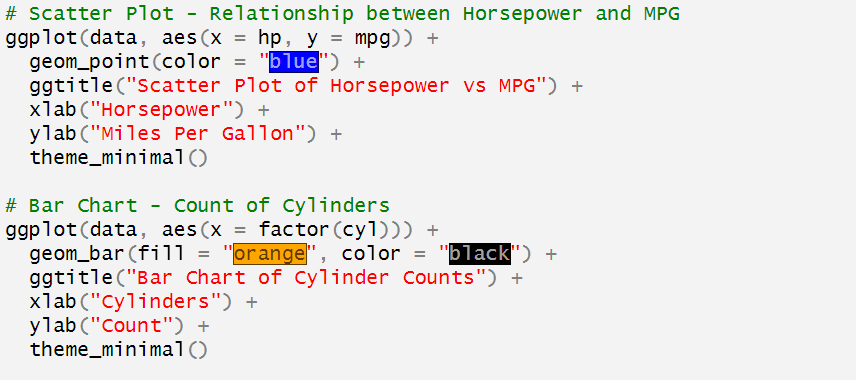 # Scatter Plot - Relationship between Horsepower and MPG
ggplot(data, aes(x = hp, y = mpg)) +
  geom_point(color = "blue") +
  ggtitle("Scatter Plot of Horsepower vs MPG") +
  xlab("Horsepower") +
  ylab("Miles Per Gallon") +
  theme_minimal()

# Bar Chart - Count of Cylinders
ggplot(data, aes(x = factor(cyl))) +
  geom_bar(fill = "orange", color = "black") +
  ggtitle("Bar Chart of Cylinder Counts") +
  xlab("Cylinders") +
  ylab("Count") +
  theme_minimal()